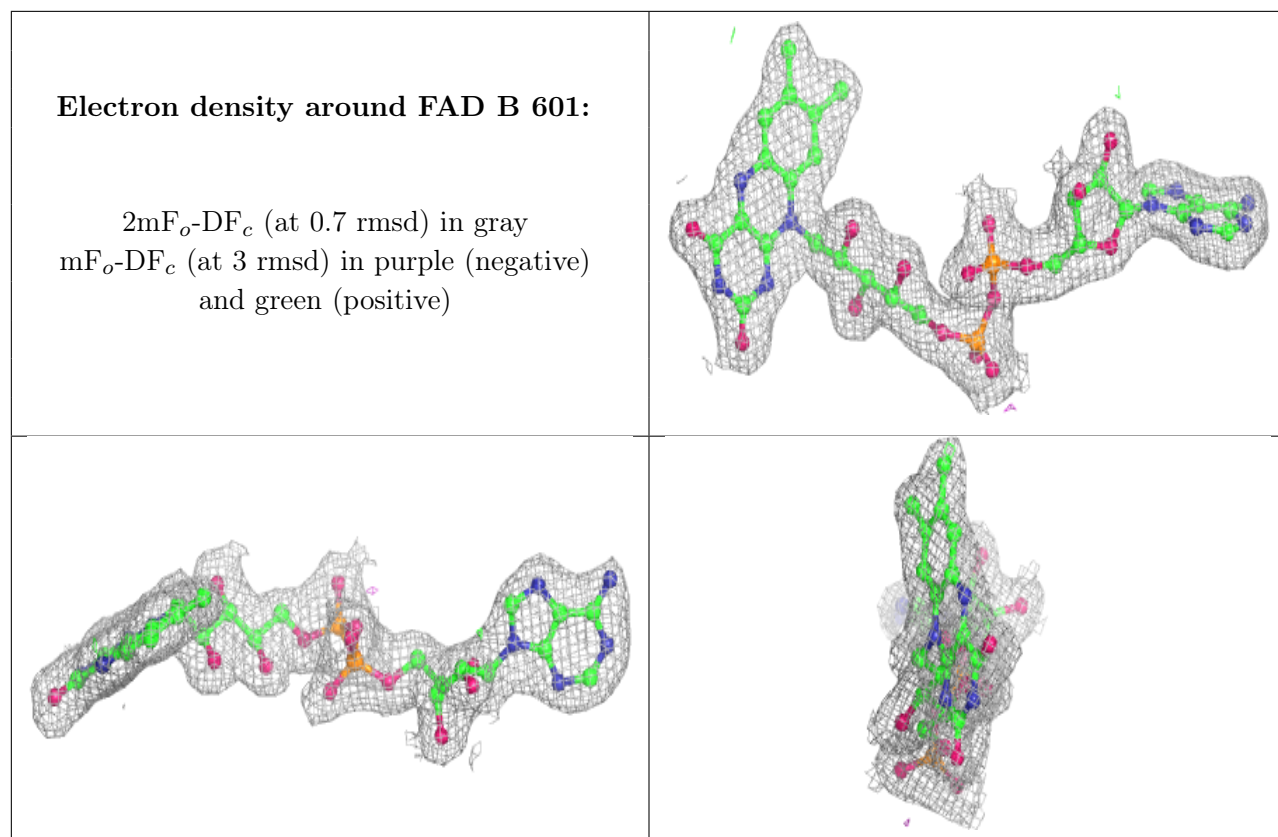 Electron density around FAD B 601:
2mFₒ-DF𝑐 (at 0.7 rmsd) in gray
mFₒ-DF𝑐 (at 3 rmsd) in purple (negative)
and green (positive)